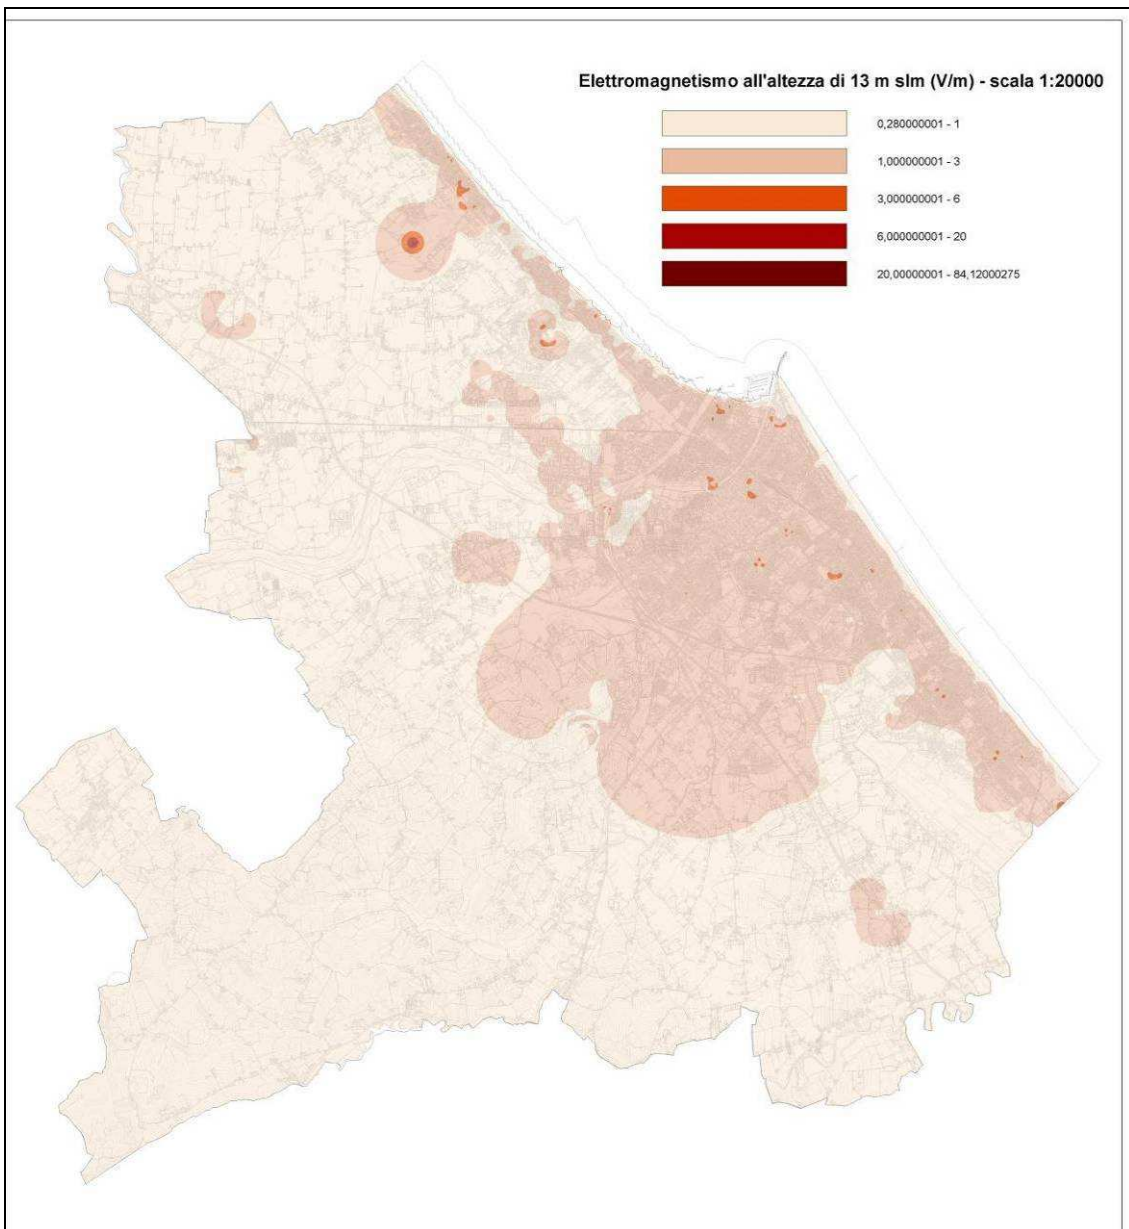 Elettromagnetismo all'altezza di 13 m slm (V/m) - scala 1:20000
0,280000001 - 1
1,000000001 - 3
3,000000001 - 6
6,000000001 - 20
20,00000001 - 84,12000275